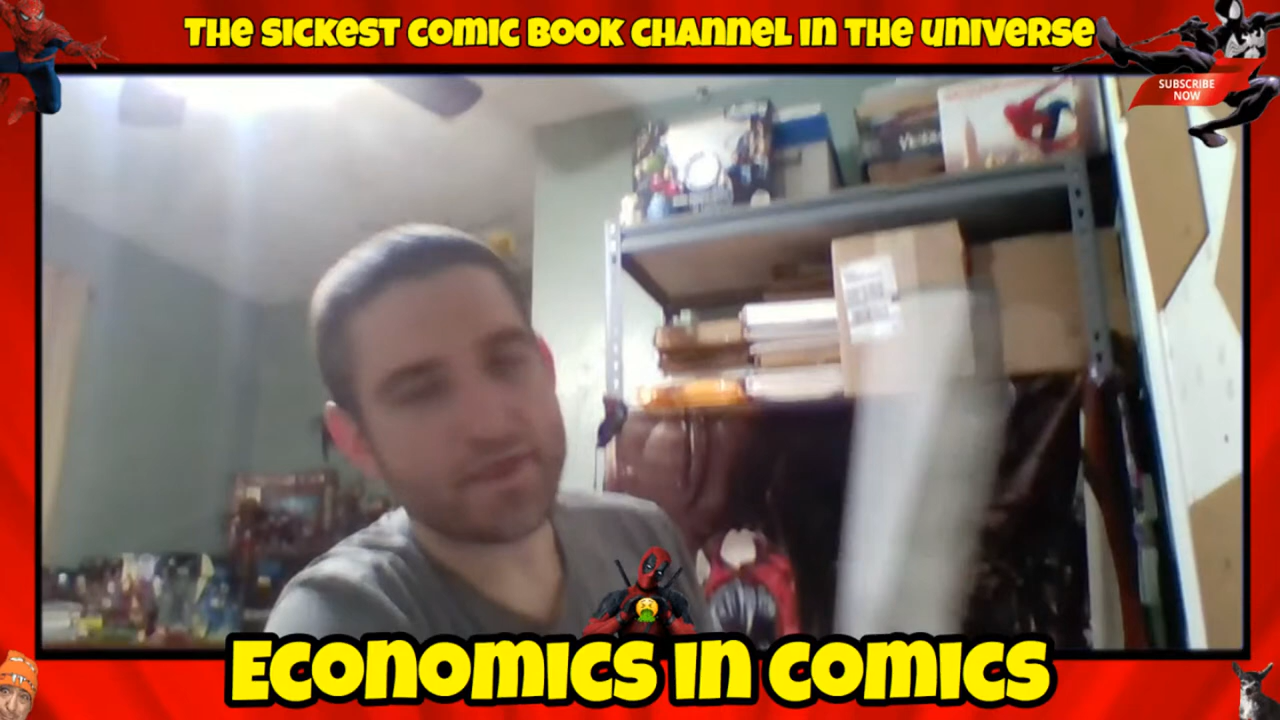 THE SICKEST COMIC BOOK CHANNEL IN THE UNIVERSE
SUBSCRIBE
NOW
ECONOMICS IN COMICS